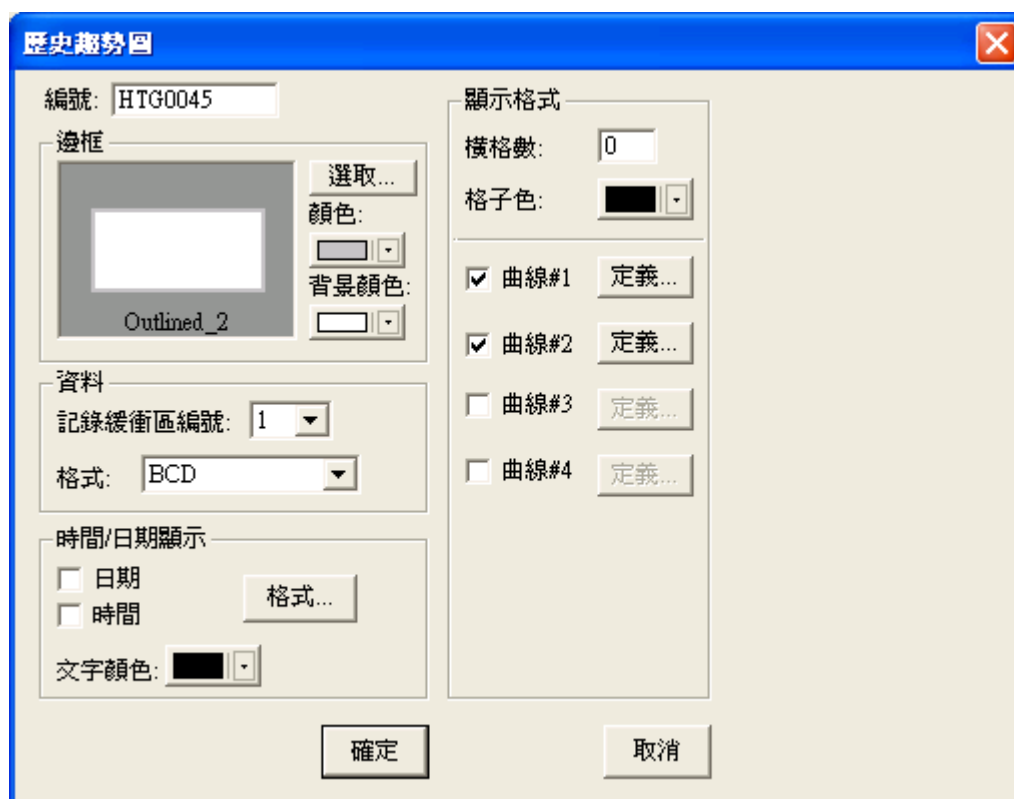 歷史趨勢圖
編號: HTG0045
邊框
選取...
顏色:
背景顏色:
Outlined_2
資料
記錄緩衝區編號: 1
格式: BCD
時間/日期顯示
日期
時間
格式...
文字顏色:
顯示格式
橫格數: 0
格子色:
曲線#1 定義...
曲線#2 定義...
曲線#3 定義...
曲線#4 定義...
確定
取消